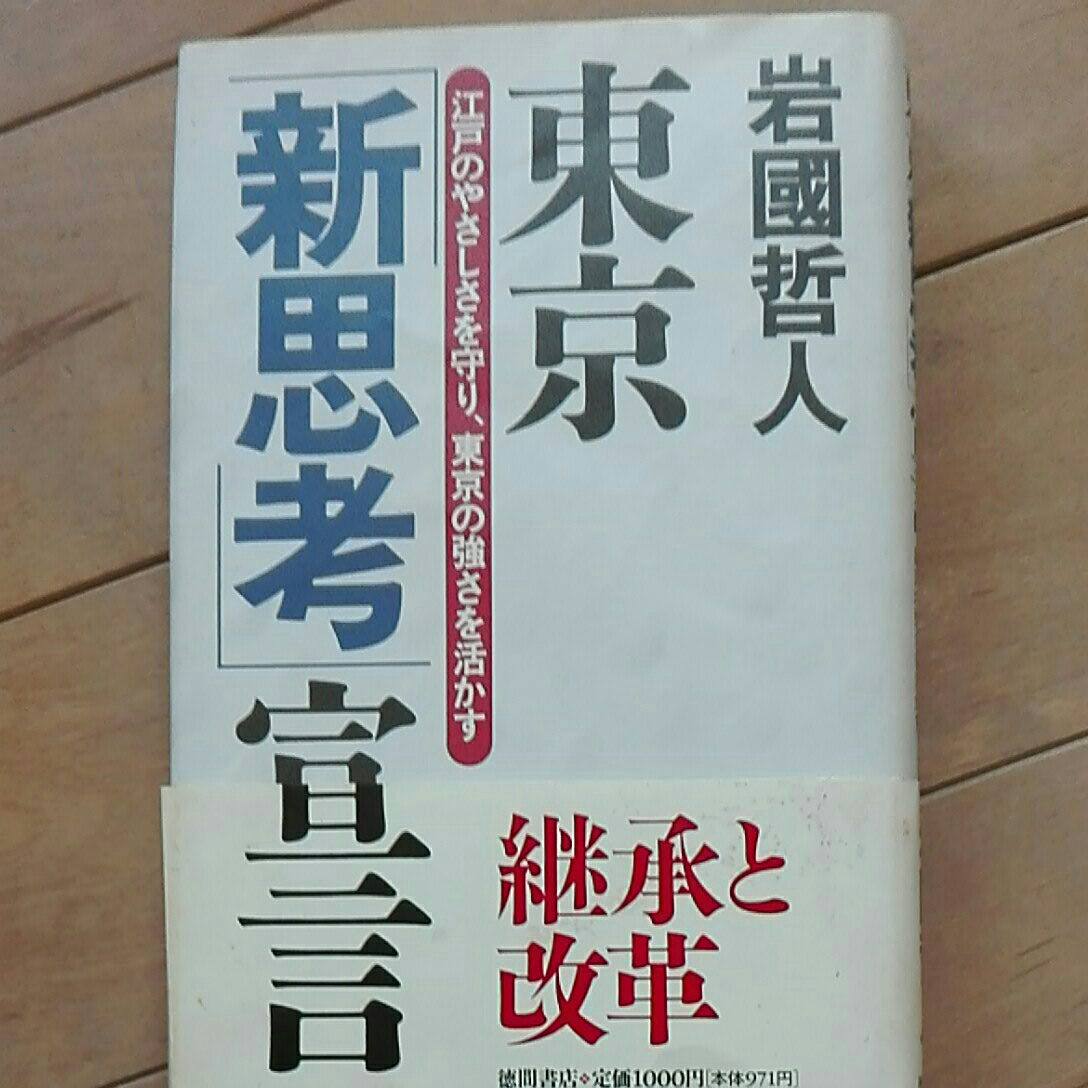 岩國哲人
東京
江戸のやさしさを守り、東京の強さを活かす
「新思考」宣言
継承と
改革
徳間書店❖定価1000円[本体971円]